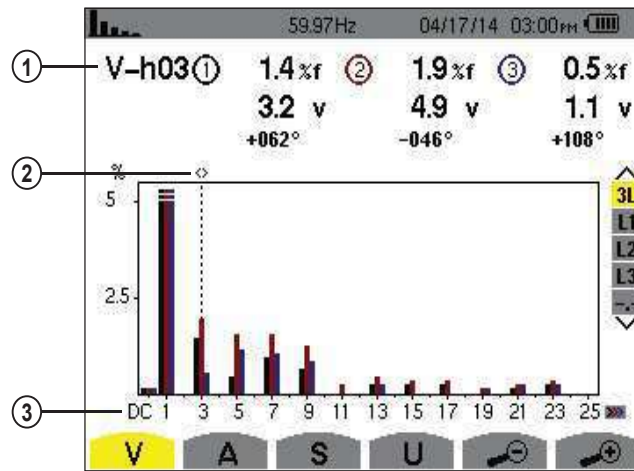 59.97Hz 04/17/14 03:00PM
① V-h03 ① 1.4 %f ② 1.9 %f ③ 0.5 %f
3.2 v 4.9 v 1.1 v
+062° -046° +108°
② % <>
5
2.5
3L
L1
L2
L3
-.-
③ DC 1 3 5 7 9 11 13 15 17 19 21 23 25 »»
V A S U